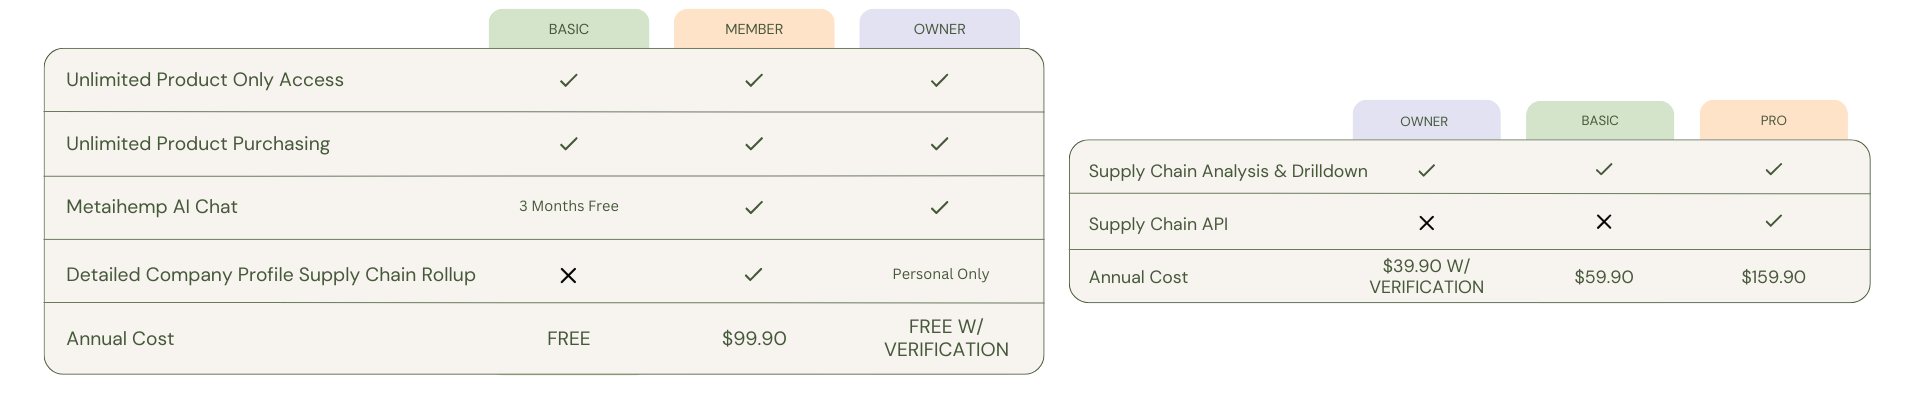 BASIC MEMBER OWNER
Unlimited Product Only Access
Unlimited Product Purchasing
Metaihemp AI Chat 3 Months Free
Detailed Company Profile Supply Chain Rollup Personal Only
Annual Cost FREE $99.90 FREE W/
VERIFICATION
OWNER BASIC PRO
Supply Chain Analysis & Drilldown
Supply Chain API
Annual Cost $39.90 W/
VERIFICATION $59.90 $159.90